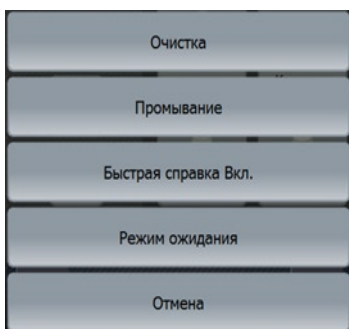 Очистка
Промывание
Быстрая справка Вкл.
Режим ожидания
Отмена